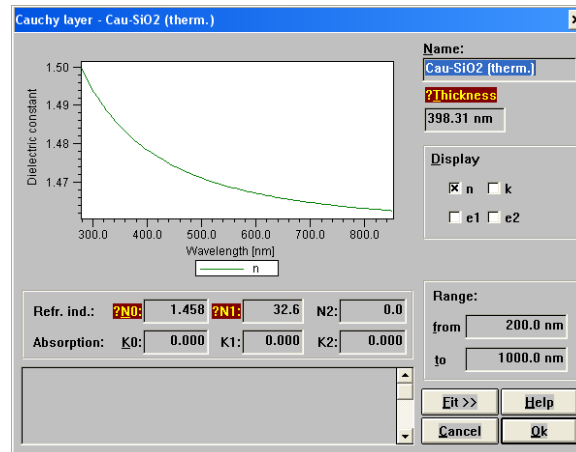 Cauchy layer - Cau-SiO2 (therm.)
Name:
Cau-SiO2 (therm.)
?Thickness
398.31 nm
Display
n k
e1 e2
Dielectric constant
1.50
1.49
1.48
1.47
300.0 400.0 500.0 600.0 700.0 800.0
Wavelength [nm]
n
Refr. ind.: ?N0: 1.458 ?N1: 32.6 N2: 0.0
Absorption: K0: 0.000 K1: 0.000 K2: 0.000
Range:
from 200.0 nm
to 1000.0 nm
Fit >> Help
Cancel Ok